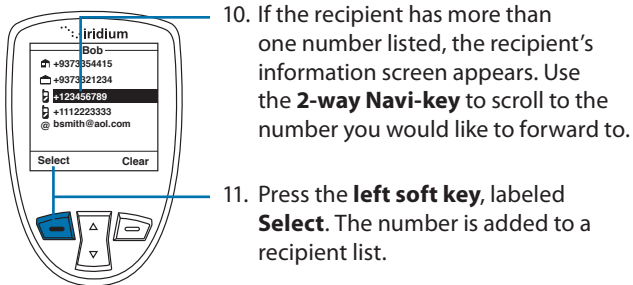 iridium
Bob
+9373354415
+9373321234
+123456789
+1112223333
@ bsmith@aol.com
Select Clear
10. If the recipient has more than
one number listed, the recipient's
information screen appears. Use
the 2-way Navi-key to scroll to the
number you would like to forward to.
11. Press the left soft key, labeled
Select. The number is added to a
recipient list.